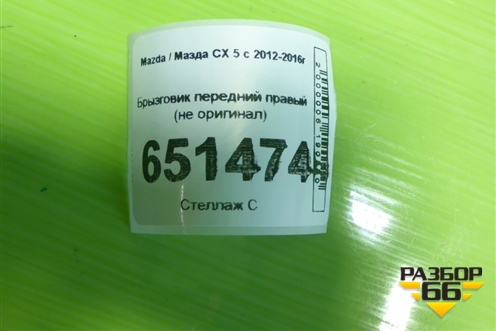 Mazda / Мазда CX 5 с 2012-2016г
Брызговик передний правый
(не оригинал)
651474
Стеллаж С
РАЗБОР
66